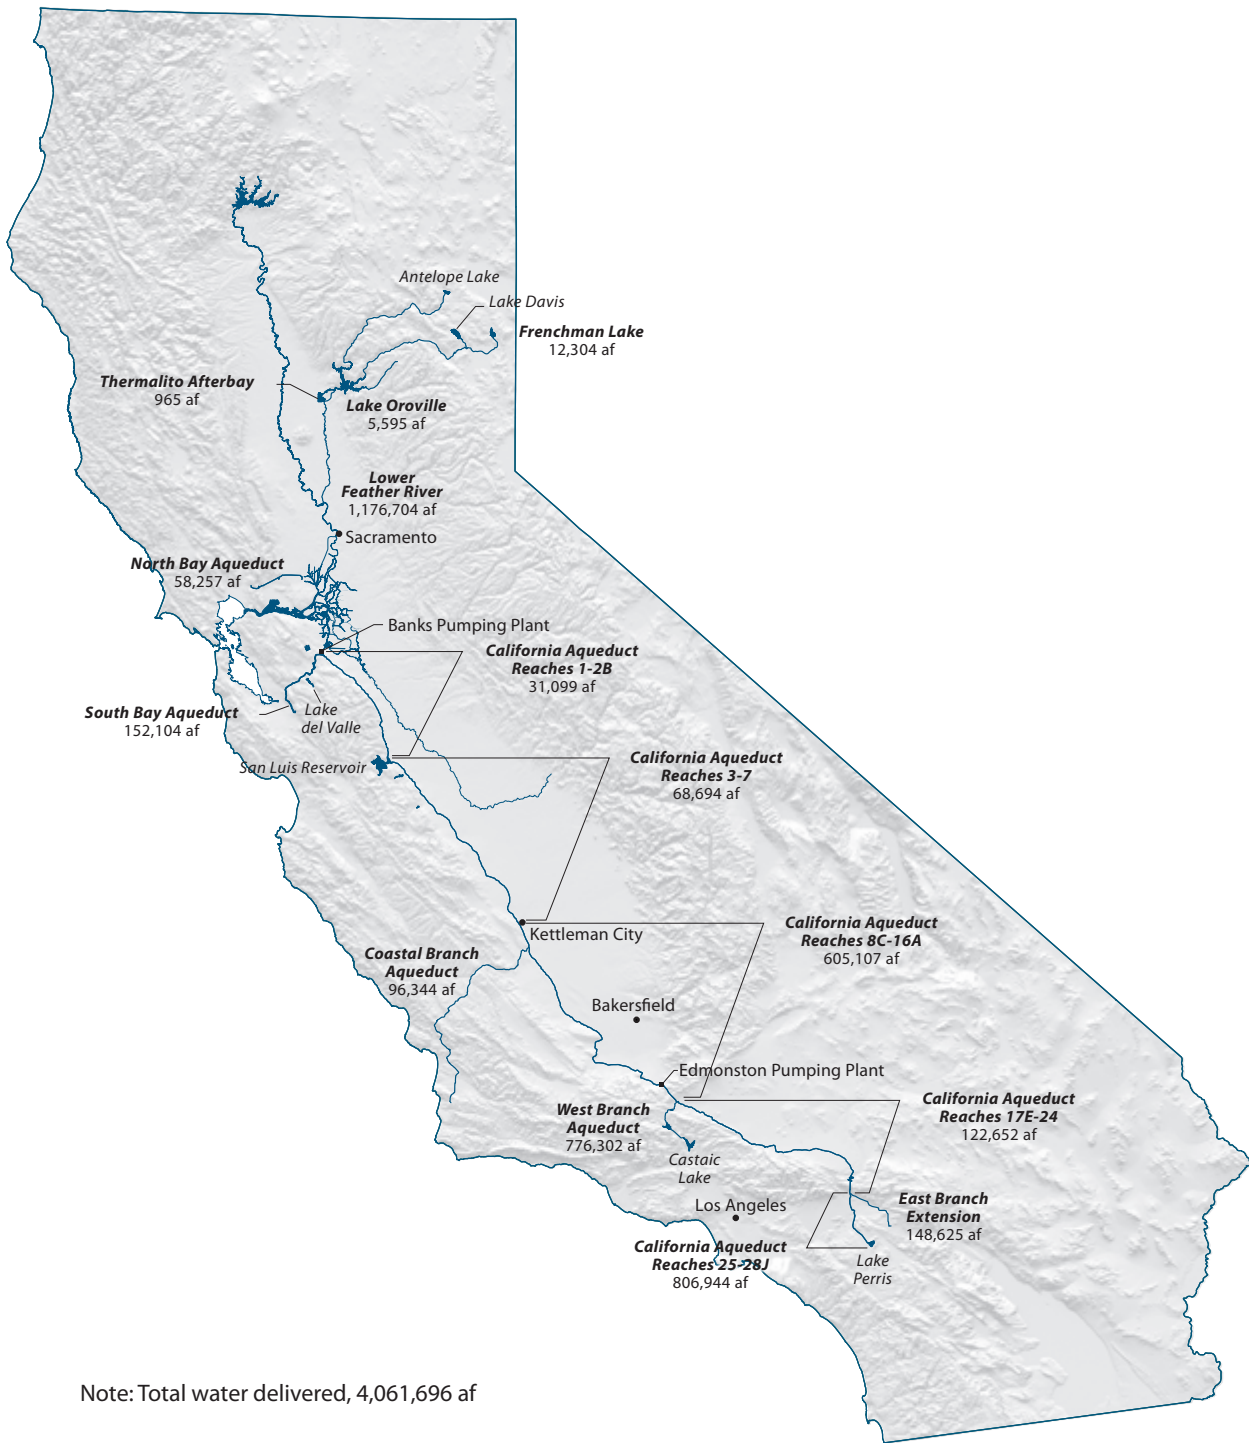 Antelope Lake
Lake Davis
Frenchman Lake
12,304 af
Thermalito Afterbay
965 af
Lake Oroville
5,595 af
Lower
Feather River
1,176,704 af
Sacramento
North Bay Aqueduct
58,257 af
Banks Pumping Plant
California Aqueduct
Reaches 1-2B
31,099 af
South Bay Aqueduct
152,104 af
Lake
del Valle
San Luis Reservoir
California Aqueduct
Reaches 3-7
68,694 af
Kettleman City
California Aqueduct
Reaches 8C-16A
605,107 af
Coastal Branch
Aqueduct
96,344 af
Bakersfield
Edmonston Pumping Plant
West Branch
Aqueduct
776,302 af
Castaic
Lake
California Aqueduct
Reaches 17E-24
122,652 af
Los Angeles
East Branch
Extension
148,625 af
California Aqueduct
Reaches 25-28J
806,944 af
Lake
Perris
Note: Total water delivered, 4,061,696 af